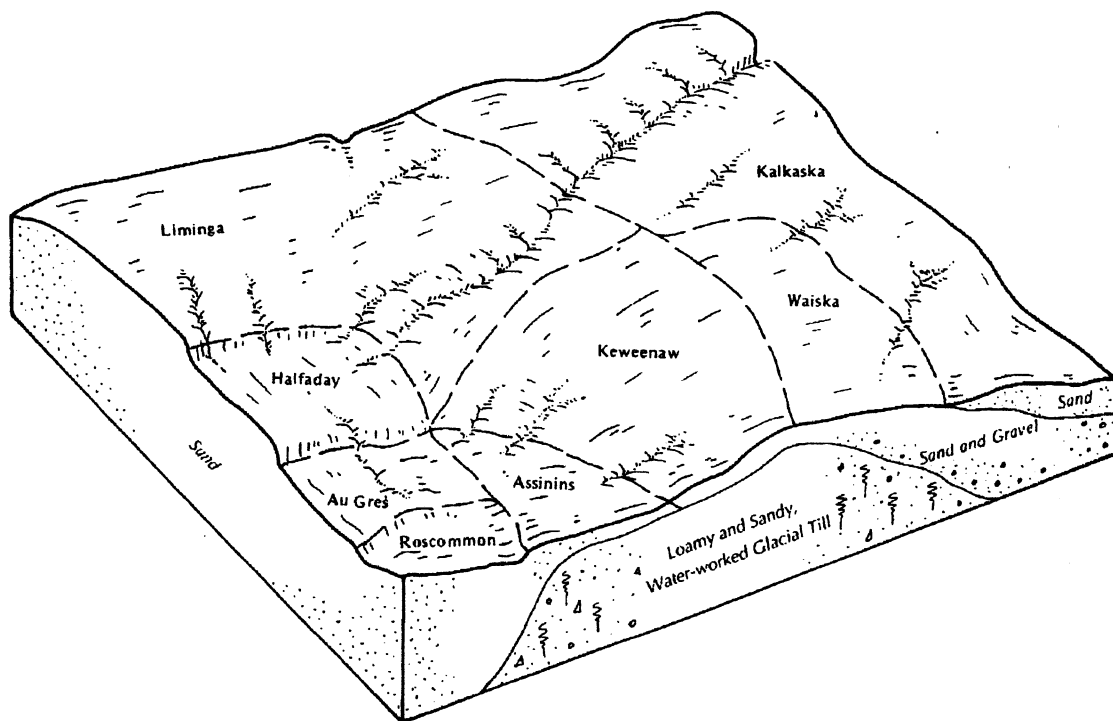 Kalkaska
Liminga
Waiska
Keweenaw
Halfaday
Sand
Sand
Sand and Gravel
Au Gres
Assinins
Roscommon
Loamy and Sandy,
Water-worked Glacial Till